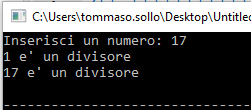 C:\Users\tommaso.sollo\Desktop\Untitled
Inserisci un numero: 17
1 e' un divisore
17 e' un divisore
--------------------------------